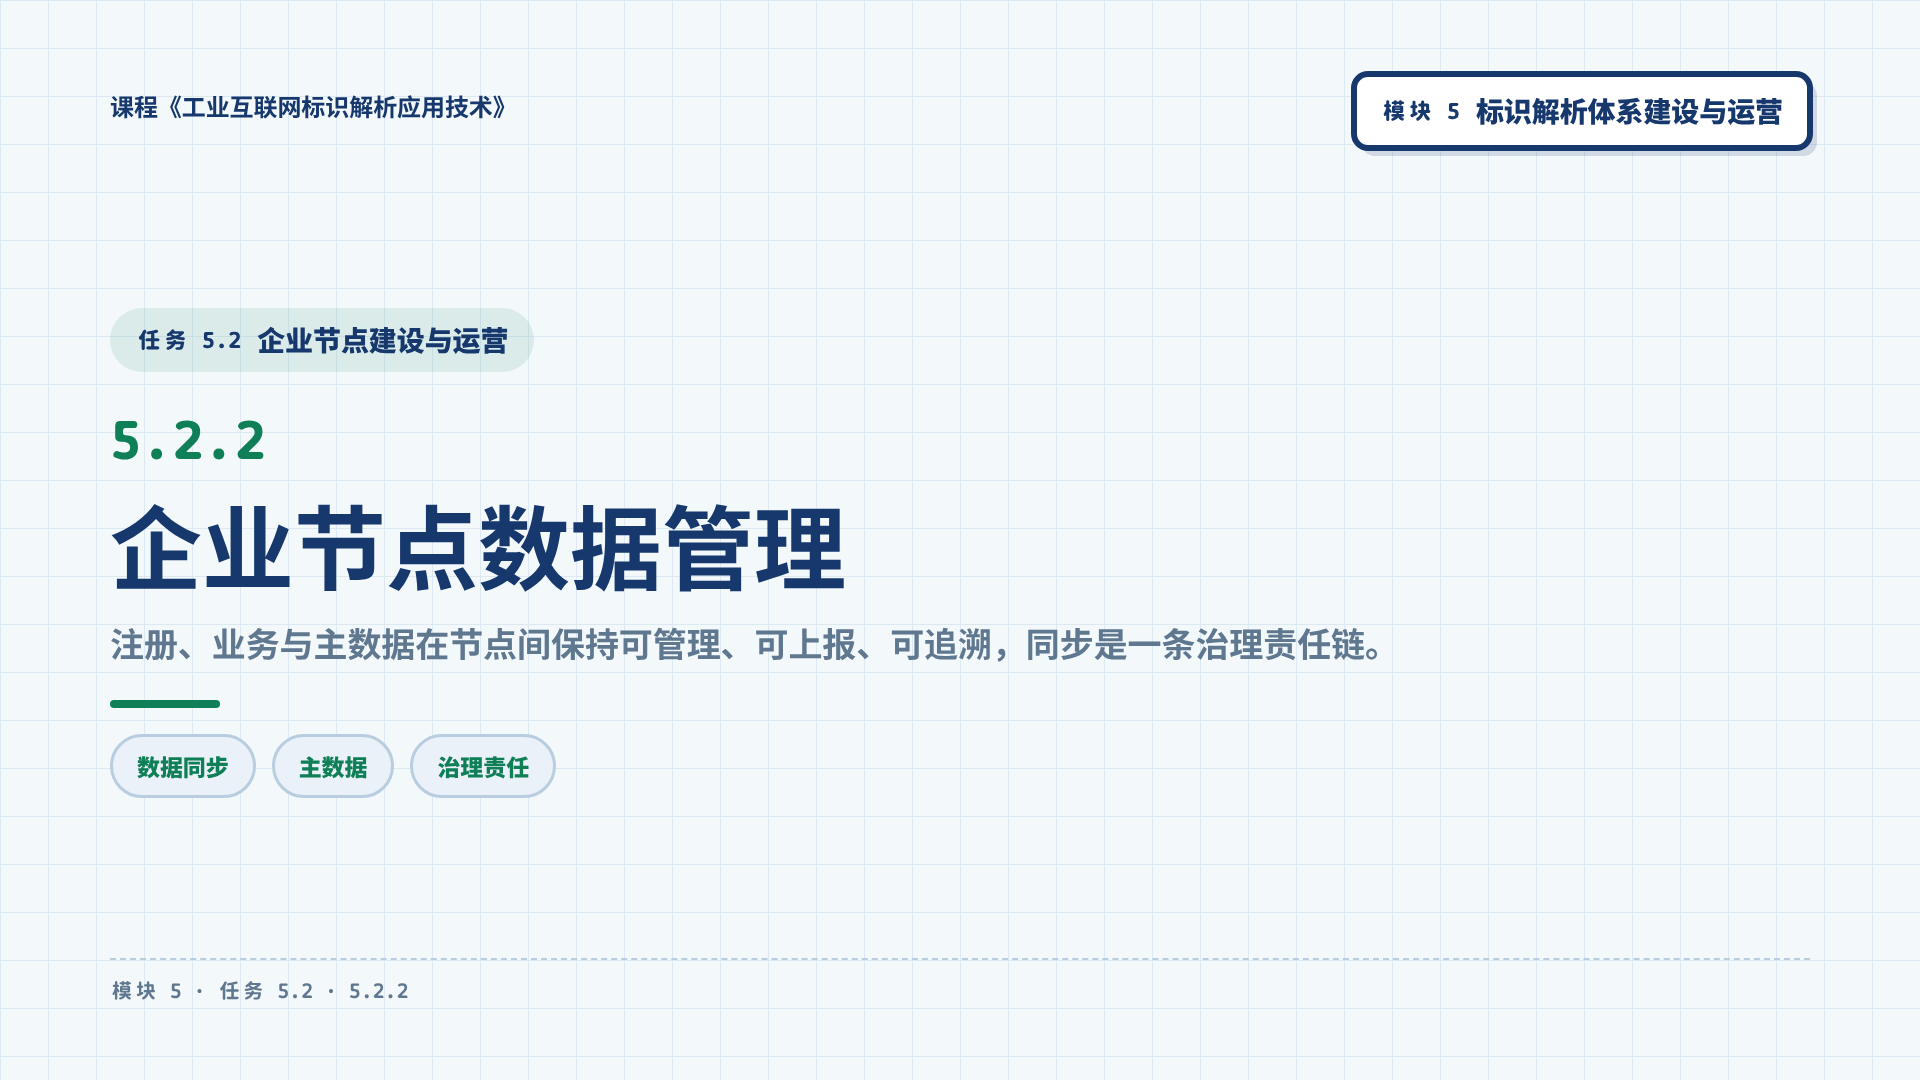 课程《工业互联网标识解析应用技术》
模块 5 标识解析体系建设与运营
任务 5.2 企业节点建设与运营
5.2.2
企业节点数据管理
注册、业务与主数据在节点间保持可管理、可上报、可追溯，同步是一条治理责任链。
数据同步
主数据
治理责任
模块 5 · 任务 5.2 · 5.2.2